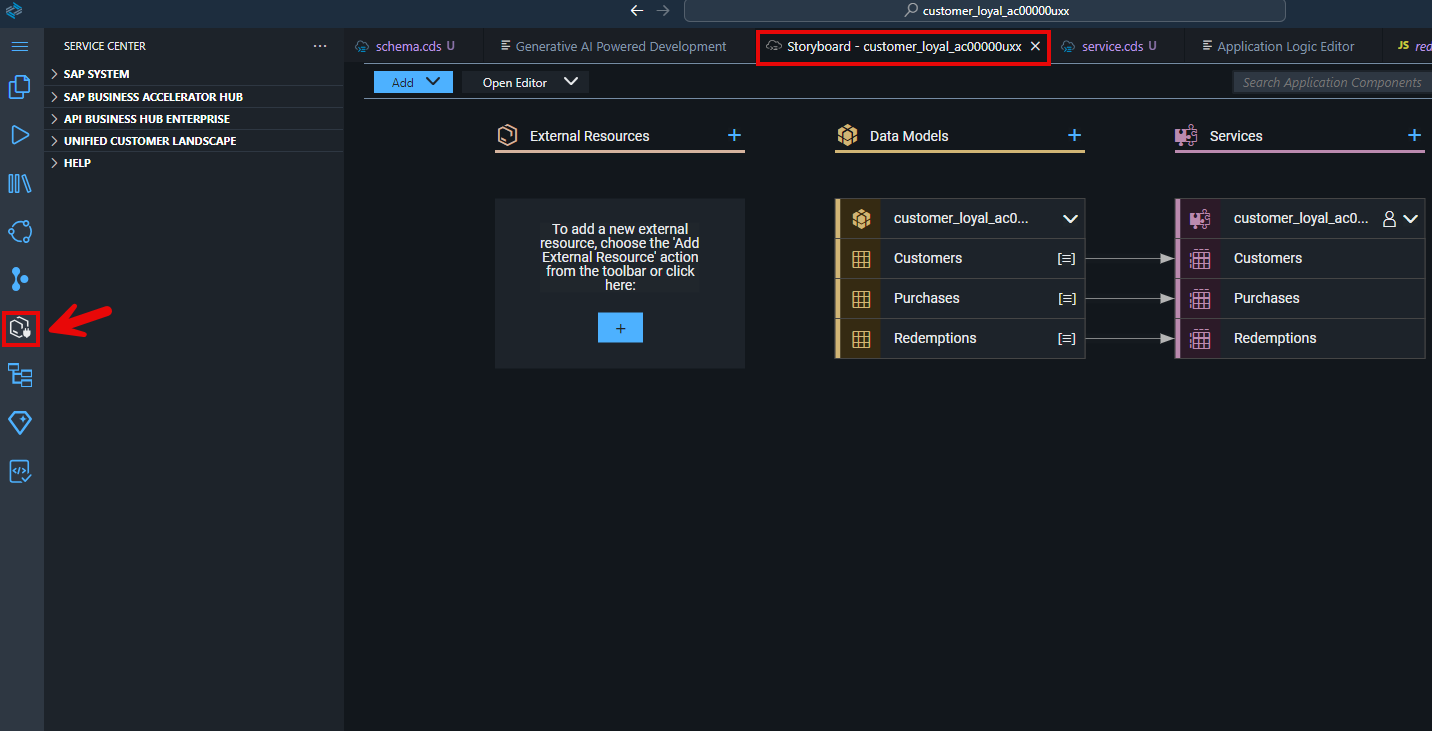 customer_loyal_ac00000uxx
SERVICE CENTER
SAP SYSTEM
SAP BUSINESS ACCELERATOR HUB
API BUSINESS HUB ENTERPRISE
UNIFIED CUSTOMER LANDSCAPE
HELP
schema.cds U
Generative AI Powered Development
Storyboard - customer_loyal_ac00000uxx
service.cds U
Application Logic Editor
JS rea
Add
Open Editor
Search Application Components
External Resources +
To add a new external
resource, choose the 'Add
External Resource' action
from the toolbar or click
here:
+
Data Models +
customer_loyal_ac0...
Customers
Purchases
Redemptions
Services +
customer_loyal_ac0...
Customers
Purchases
Redemptions